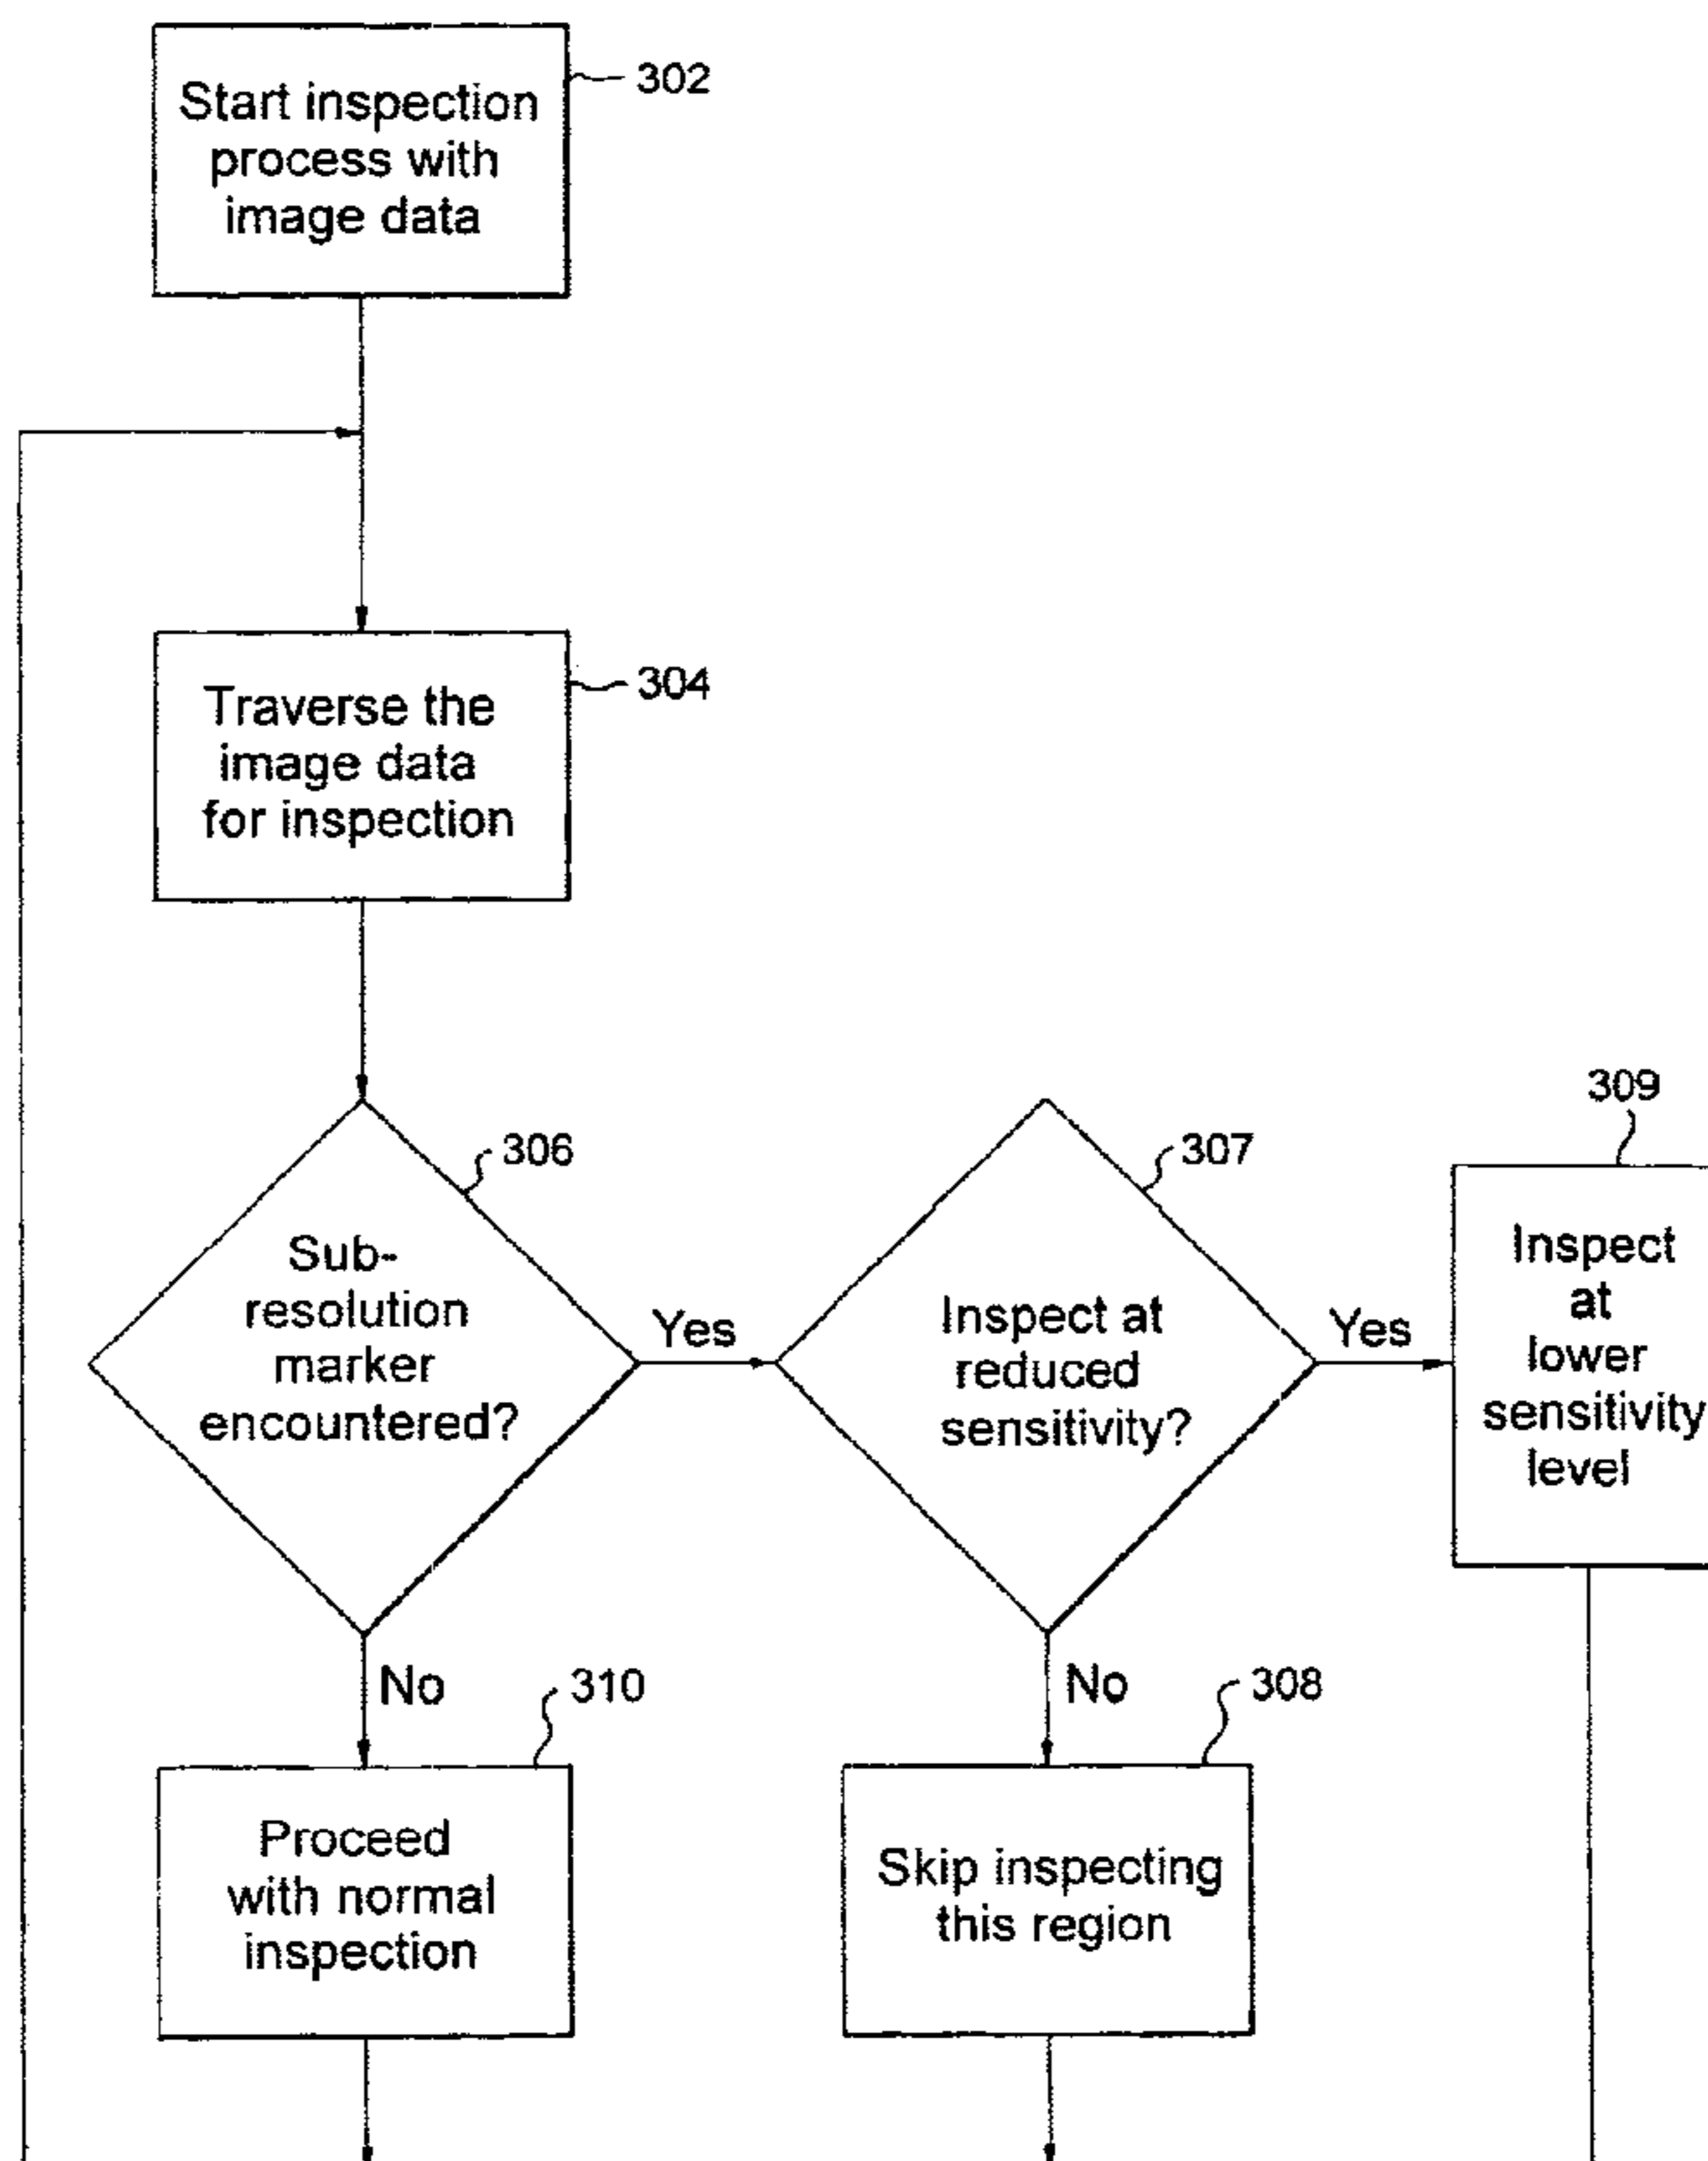 Start inspection
process with
image data
302
Traverse the
image data
for inspection
304
Sub-
resolution
marker
encountered?
306
Yes
Inspect at
reduced
sensitivity?
307
Yes
309
Inspect
at
lower
sensitivity
level
No
310
No
308
Proceed
with normal
inspection
Skip inspecting
this region